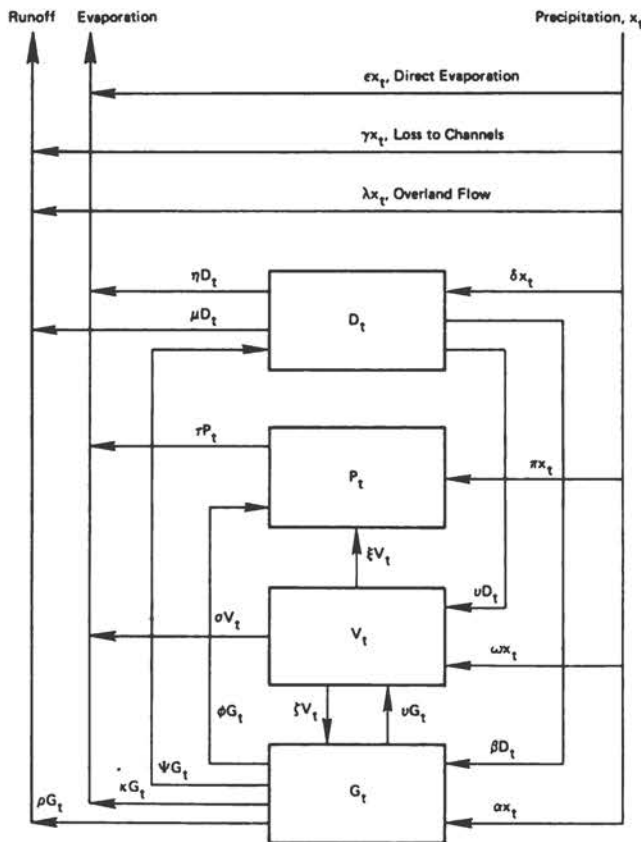 Runoff Evaporation Precipitation, xₜ
εxₜ, Direct Evaporation
γxₜ, Loss to Channels
λxₜ, Overland Flow
ηDₜ δxₜ
μDₜ Dₜ
τPₜ
Pₜ πxₜ
ξVₜ
υDₜ
σVₜ Vₜ
ωxₜ
φGₜ ζVₜ υGₜ
ΨGₜ βDₜ
κGₜ Gₜ
ρGₜ αxₜ